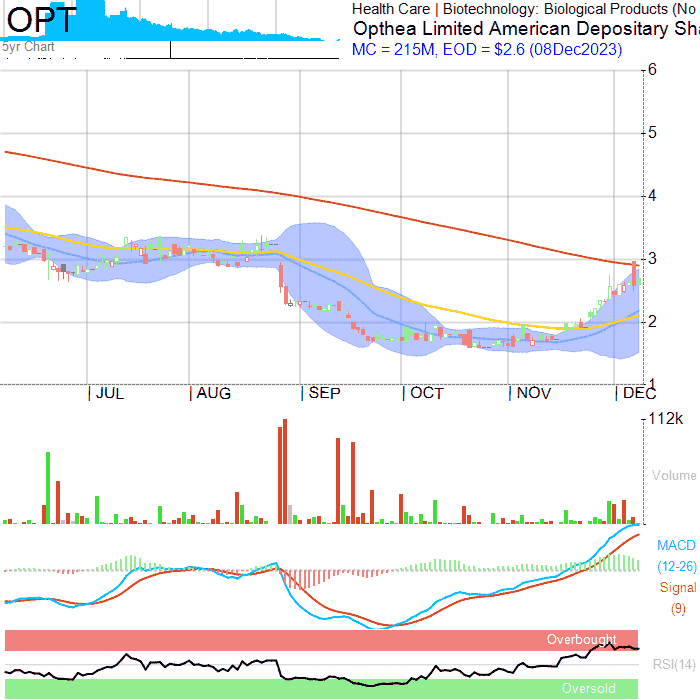 OPT
5yr Chart
Health Care | Biotechnology: Biological Products (No
Opthea Limited American Depositary Sha
MC = 215M, EOD = $2.6 (08Dec2023)
6
5
4
3
2
1
| JUL | AUG | SEP | OCT | NOV | DEC
112k
Volume
MACD
(12-26)
Signal
(9)
Overbought
RSI(14)
Oversold